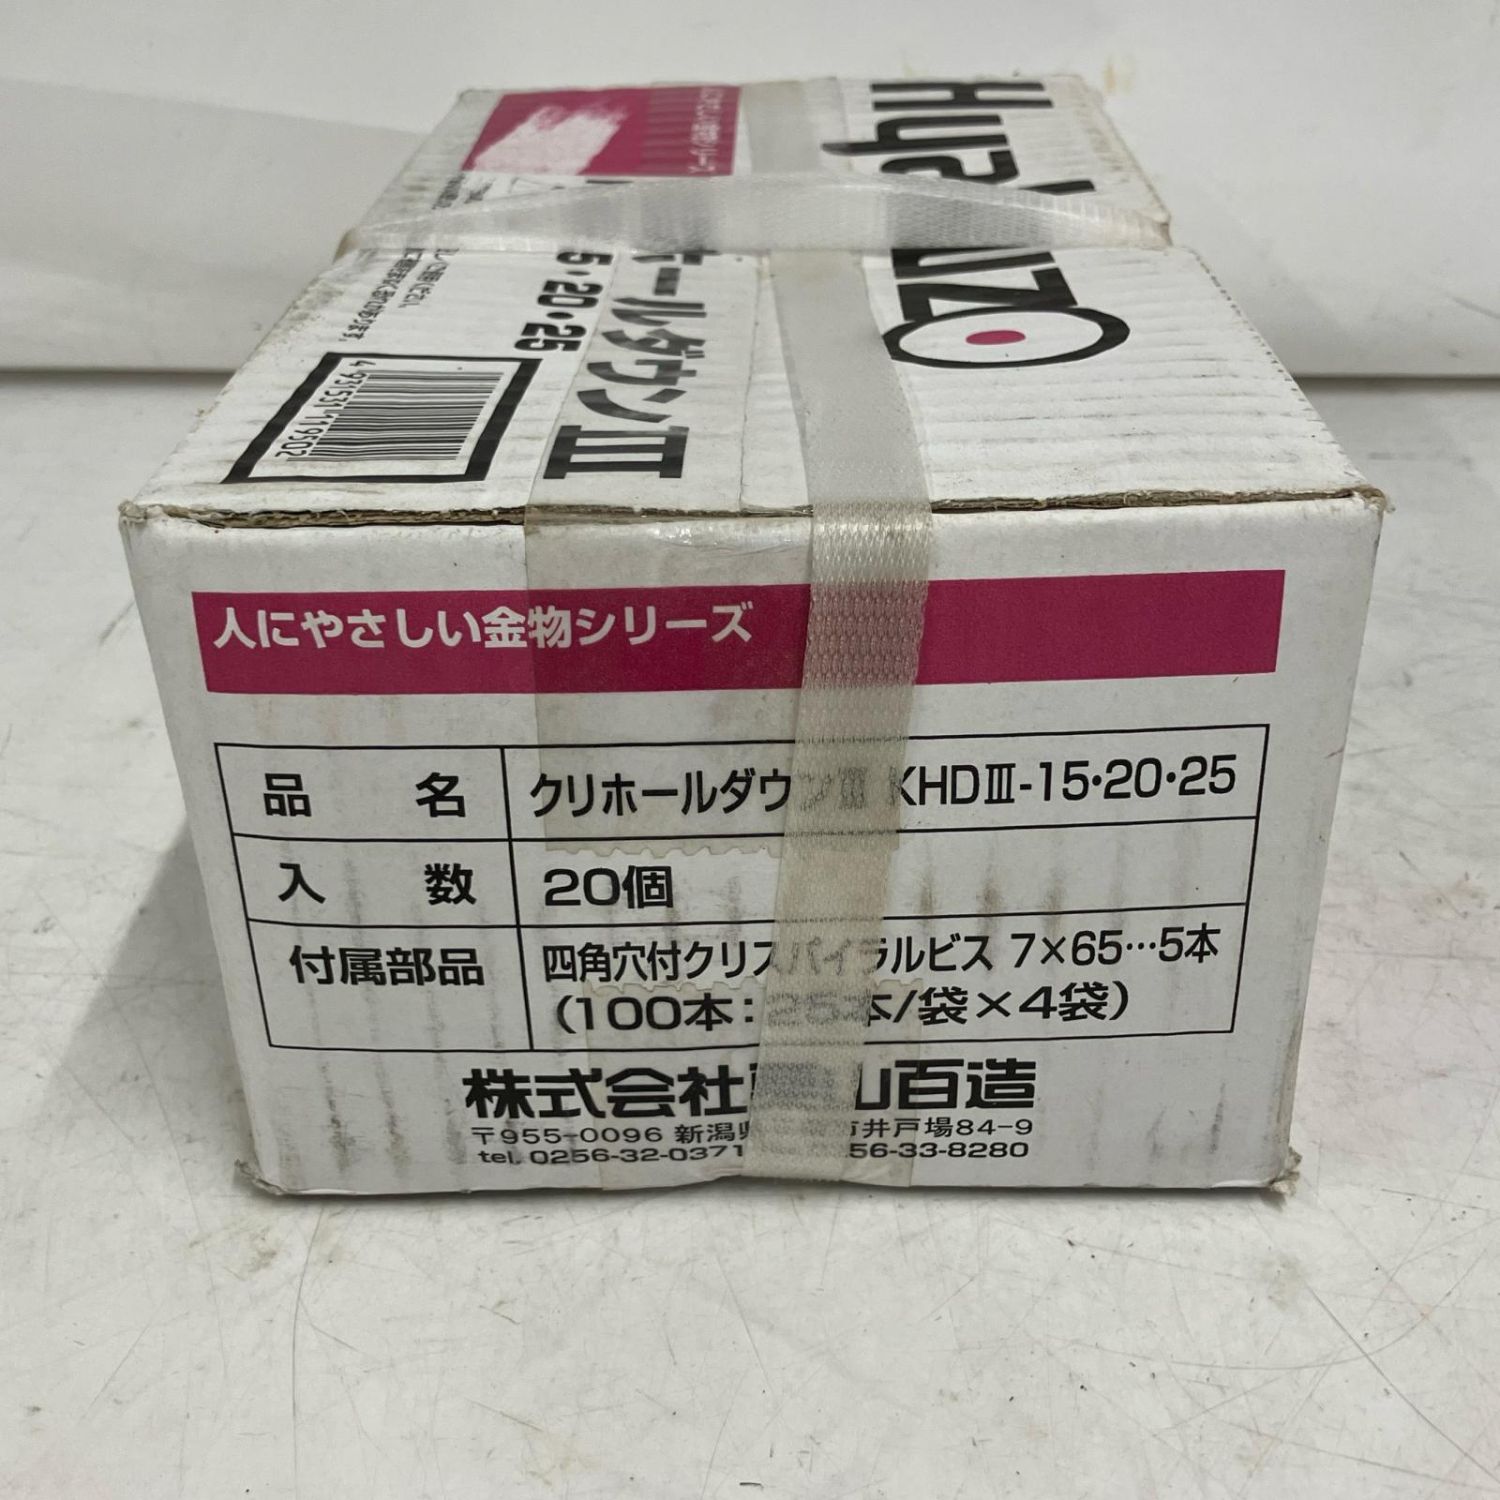 人にやさしい金物シリーズ
品名 クリホールダウンⅢ KHDⅢ-15・20・25
入数 20個
付属部品 四角穴付クリスパイラルビス 7×65…5本
(100本: 25本/袋×4袋)
株式会社 山百造
〒955-0096 新潟県 市井戸場84-9
tel. 0256-32-0371 56-33-8280
ホールダウンⅢ
5・20・25
4931531119502